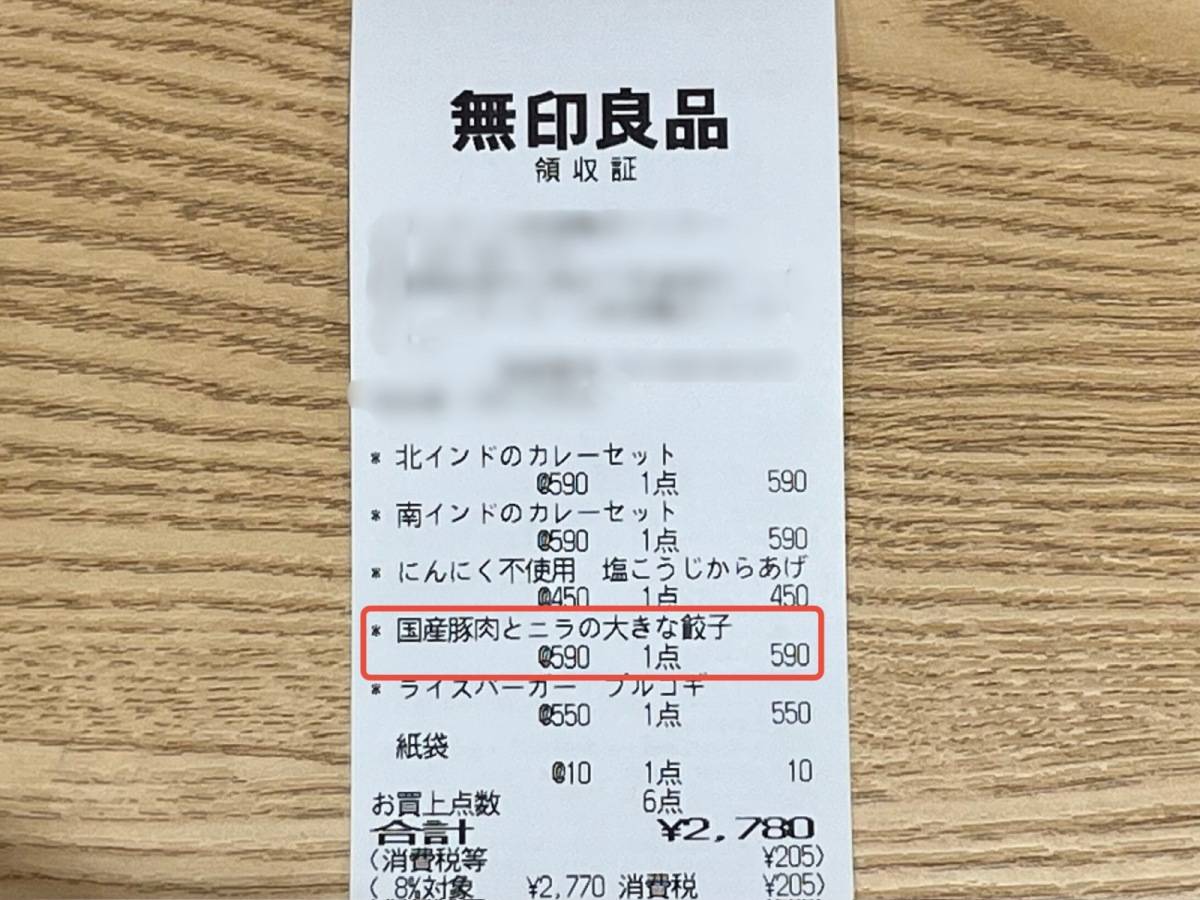 無印良品
領収証
* 北インドのカレーセット
@590 1点 590
* 南インドのカレーセット
@590 1点 590
* にんにく不使用 塩こうじからあげ
@450 1点 450
* 国産豚肉とニラの大きな餃子
@590 1点 590
* ライスバーガー プルコギ
@550 1点 550
紙袋
@10 1点 10
お買上点数 6点
合計 ¥2,780
(消費税等 ¥205)
( 8%対象 ¥2,770 消費税 ¥205)